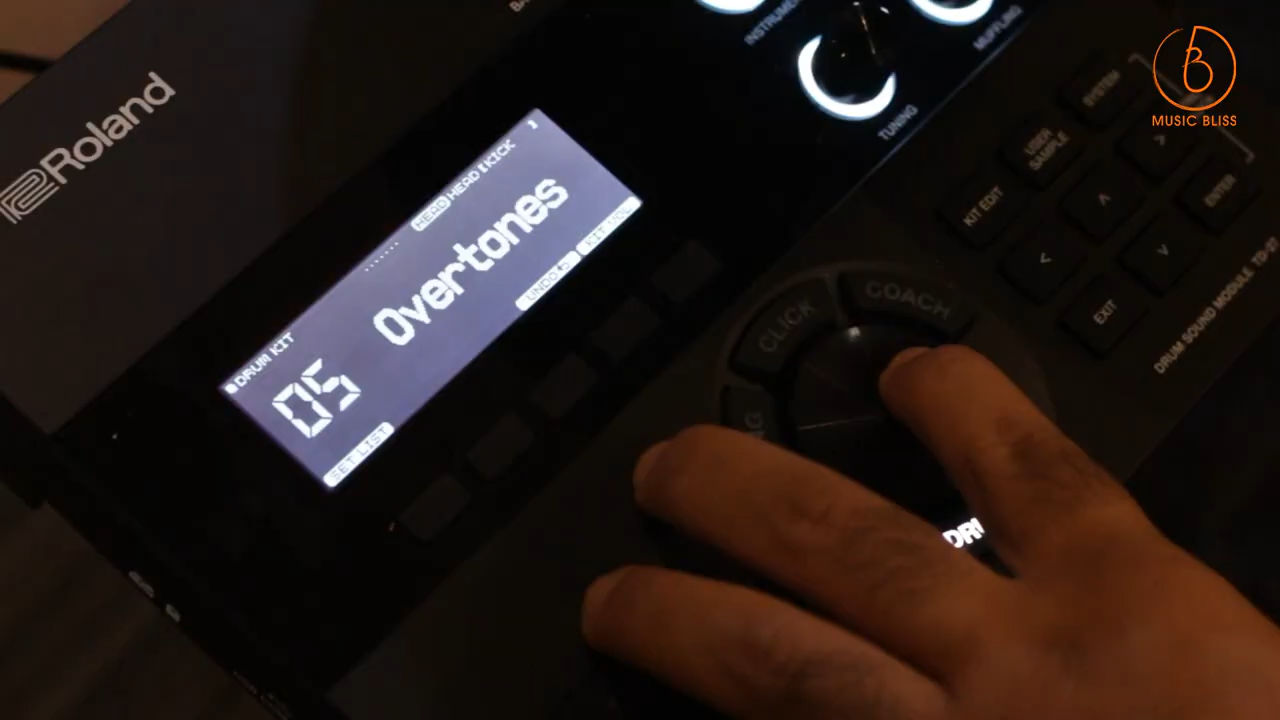 Roland
DRUM KIT
HEAD HEAD KICK
05 Overtones
SET LIST
UNDO
KIT VOL
INSTRUMENT
MUFFLING
TUNING
SYSTEM
USER
SAMPLE
KIT EDIT
ENTER
EXIT
CLICK
COACH
DRUM SOUND MODULE
MUSIC BLISS